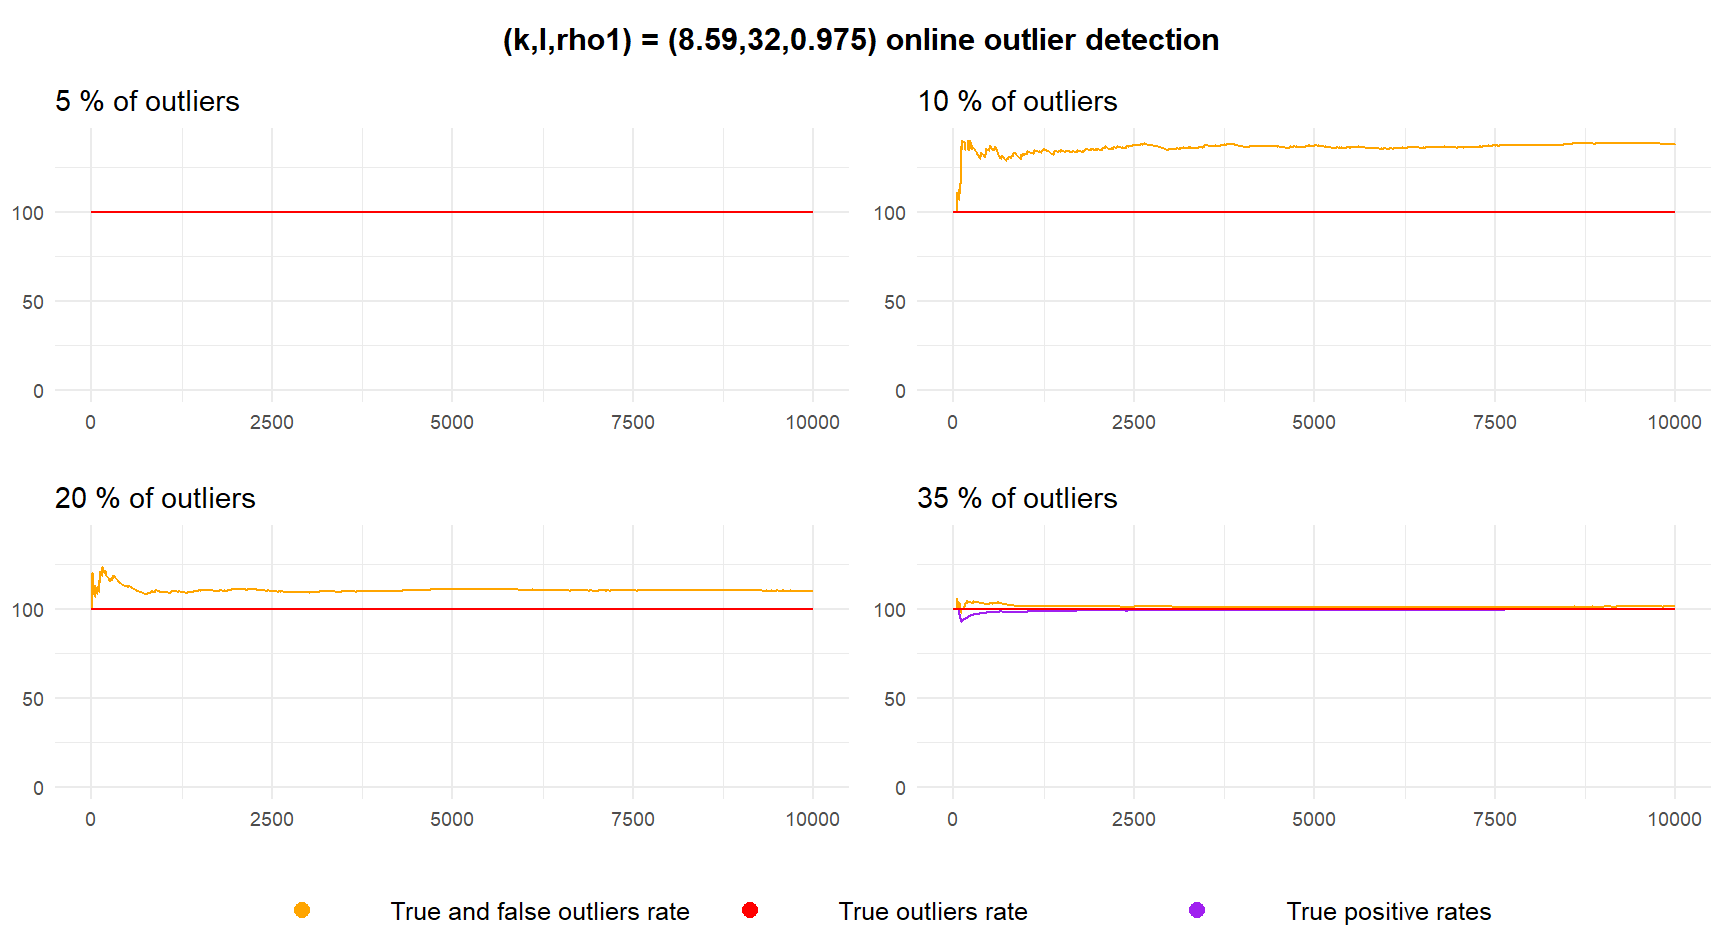 (k,l,rho1) = (8.59,32,0.975) online outlier detection
5 % of outliers
100
50
0
0 2500 5000 7500 10000
10 % of outliers
100
50
0
0 2500 5000 7500 10000
20 % of outliers
100
50
0
0 2500 5000 7500 10000
35 % of outliers
100
50
0
0 2500 5000 7500 10000
True and false outliers rate True outliers rate True positive rates